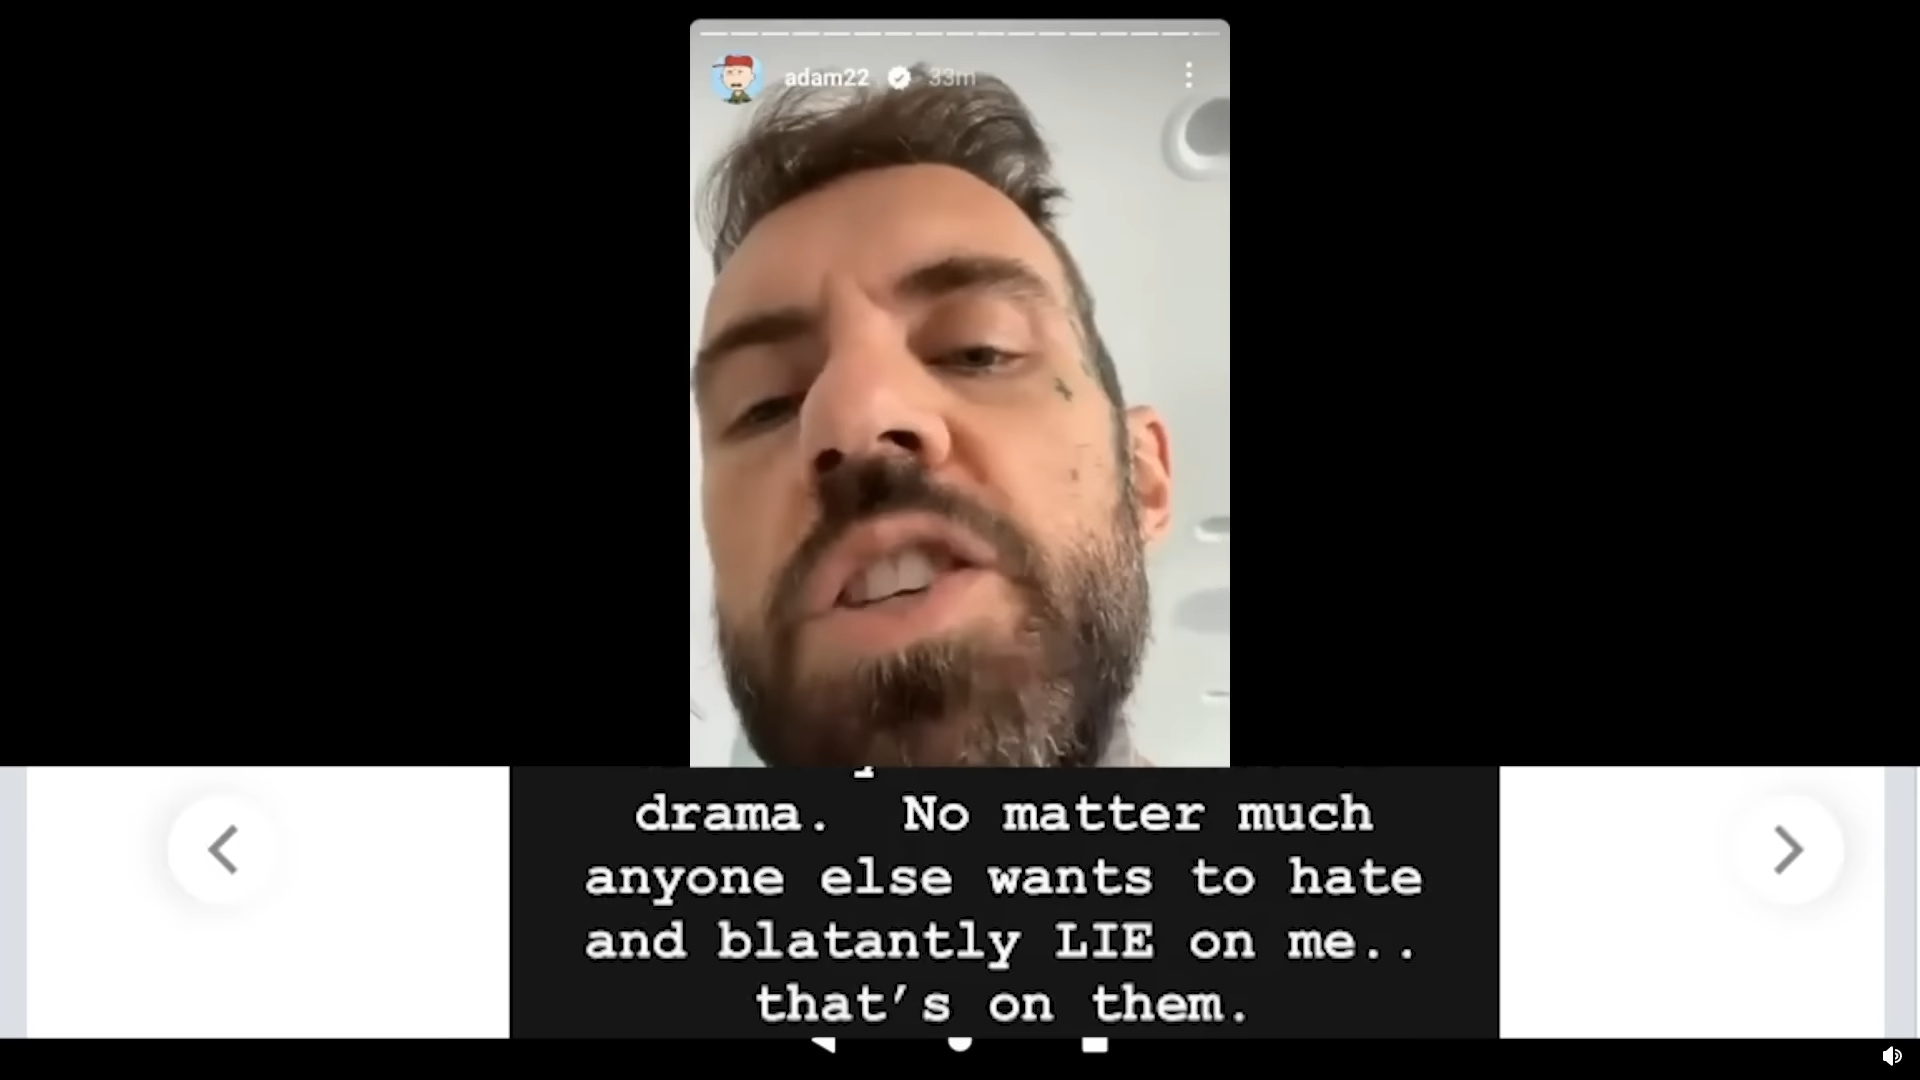 adam22 33m
drama. No matter much
anyone else wants to hate
and blatantly LIE on me..
that's on them.